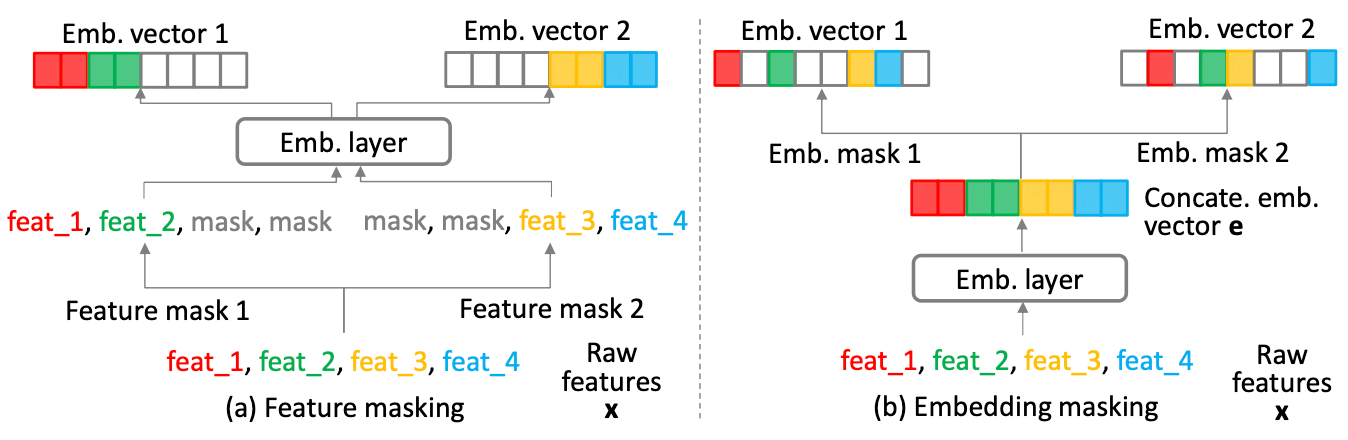 Emb. vector 1
Emb. vector 2
Emb. layer
feat_1, feat_2, mask, mask
mask, mask, feat_3, feat_4
Feature mask 1
Feature mask 2
feat_1, feat_2, feat_3, feat_4
Raw
features
x
(a) Feature masking
Emb. vector 1
Emb. vector 2
Emb. mask 1
Emb. mask 2
Concate. emb.
vector e
Emb. layer
feat_1, feat_2, feat_3, feat_4
Raw
features
x
(b) Embedding masking